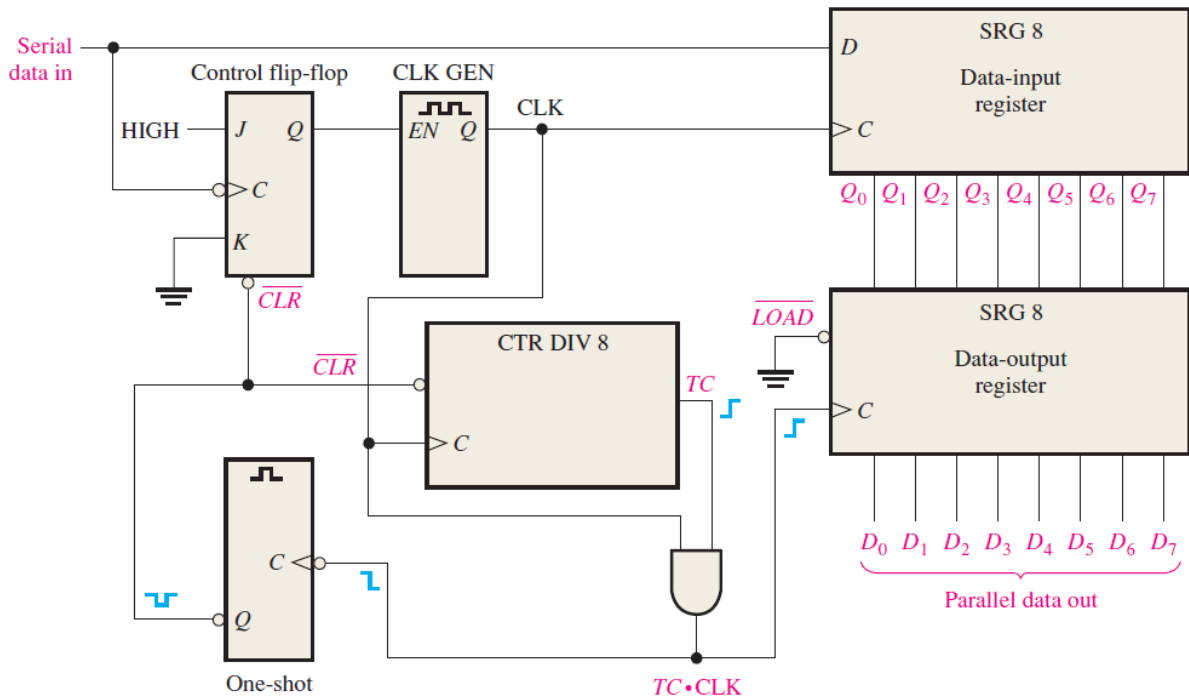 Serial
data in
Control flip-flop
CLK GEN
HIGH
J
Q
C
K
EN
Q
CLK
D
SRG 8
Data-input
register
C
Q0 Q1 Q2 Q3 Q4 Q5 Q6 Q7
CLR
CLR
CTR DIV 8
TC
C
LOAD
SRG 8
Data-output
register
C
C
Q
One-shot
TC•CLK
D0 D1 D2 D3 D4 D5 D6 D7
Parallel data out